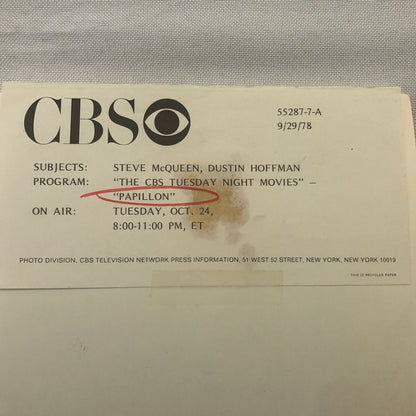 CBS
55287-7-A
9/29/78
SUBJECTS: STEVE McQUEEN, DUSTIN HOFFMAN
PROGRAM: "THE CBS TUESDAY NIGHT MOVIES" —
"PAPILLON"
ON AIR: TUESDAY, OCT. 24,
8:00-11:00 PM, ET
PHOTO DIVISION, CBS TELEVISION NETWORK PRESS INFORMATION, 51 WEST 52 STREET, NEW YORK, NEW YORK 10019
THIS IS RECYCLED PAPER